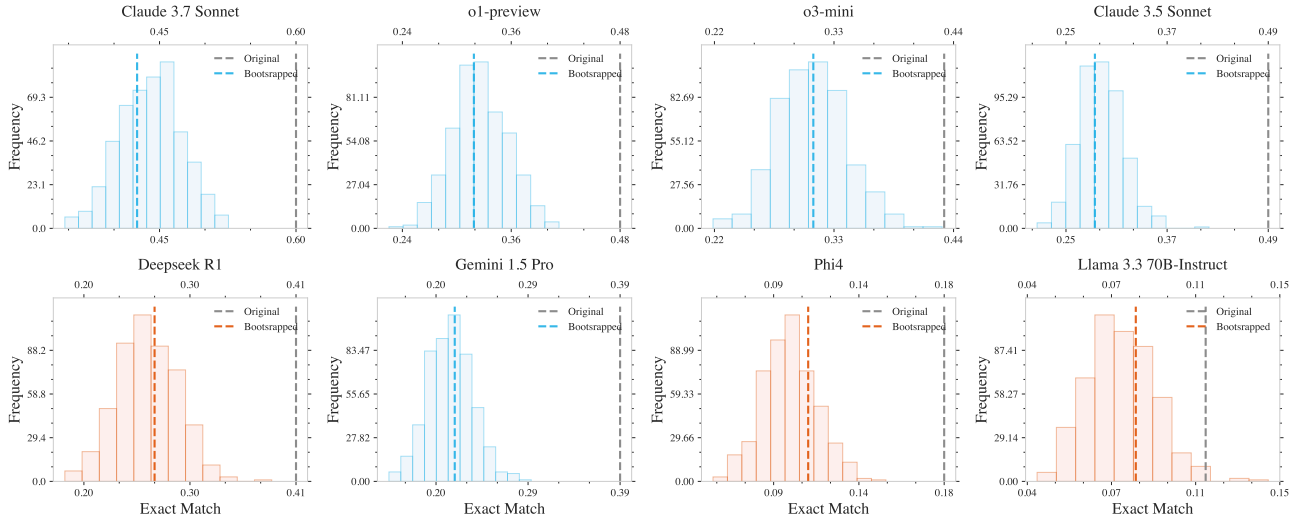 Claude 3.7 Sonnet
0.45 0.60
Original
Bootsrapped
Frequency
69.3
46.2
23.1
0.0
0.45 0.60
o1-preview
0.24 0.36 0.48
Original
Bootsrapped
Frequency
81.11
54.08
27.04
0.00
0.24 0.36 0.48
o3-mini
0.22 0.33 0.44
Original
Bootsrapped
Frequency
82.69
55.12
27.56
0.00
0.22 0.33 0.44
Claude 3.5 Sonnet
0.25 0.37 0.49
Original
Bootsrapped
Frequency
95.29
63.52
31.76
0.00
0.25 0.37 0.49
Deepseek R1
0.20 0.30 0.41
Original
Bootsrapped
Frequency
88.2
58.8
29.4
0.0
0.20 0.30 0.41
Exact Match
Gemini 1.5 Pro
0.20 0.29 0.39
Original
Bootsrapped
Frequency
83.47
55.65
27.82
0.00
0.20 0.29 0.39
Exact Match
Phi4
0.09 0.14 0.18
Original
Bootsrapped
Frequency
88.99
59.33
29.66
0.00
0.09 0.14 0.18
Exact Match
Llama 3.3 70B-Instruct
0.04 0.07 0.11 0.15
Original
Bootsrapped
Frequency
87.41
58.27
29.14
0.00
0.04 0.07 0.11 0.15
Exact Match